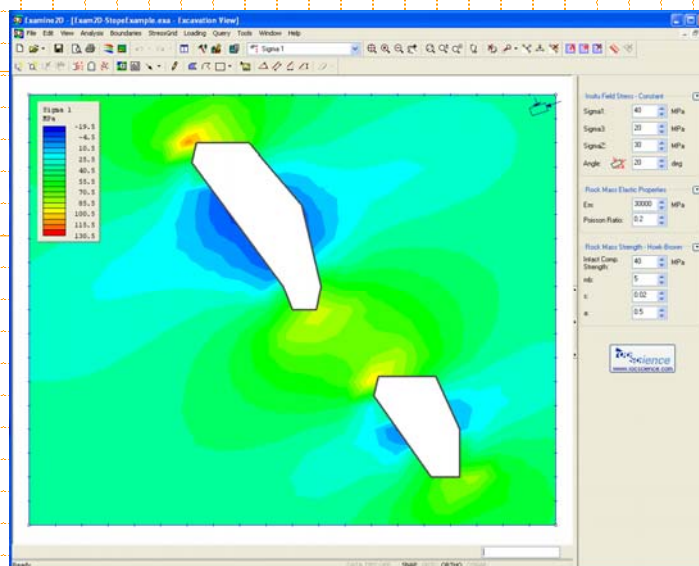 Examine2D - [Exam2D-StopeExample.exa - Excavation View]
File Edit View Analysis Boundaries StressGrid Loading Query Tools Window Help
Sigma 1
Sigma 1
MPa
-19.5
-4.5
10.5
25.5
40.5
55.5
70.5
85.5
100.5
115.5
130.5
Insitu Field Stress - Constant
Sigma1: 40 MPa
Sigma3: 20 MPa
SigmaZ: 30 MPa
Angle: 20 deg
Rock Mass Elastic Properties
Em: 30000 MPa
Poisson Ratio: 0.2
Rock Mass Strength - Hoek-Brown
Intact Comp. Strength: 40 MPa
mb: 5
s: 0.02
a: 0.5
rocscience
www.rocscience.com
Ready
SNAP ORTHO